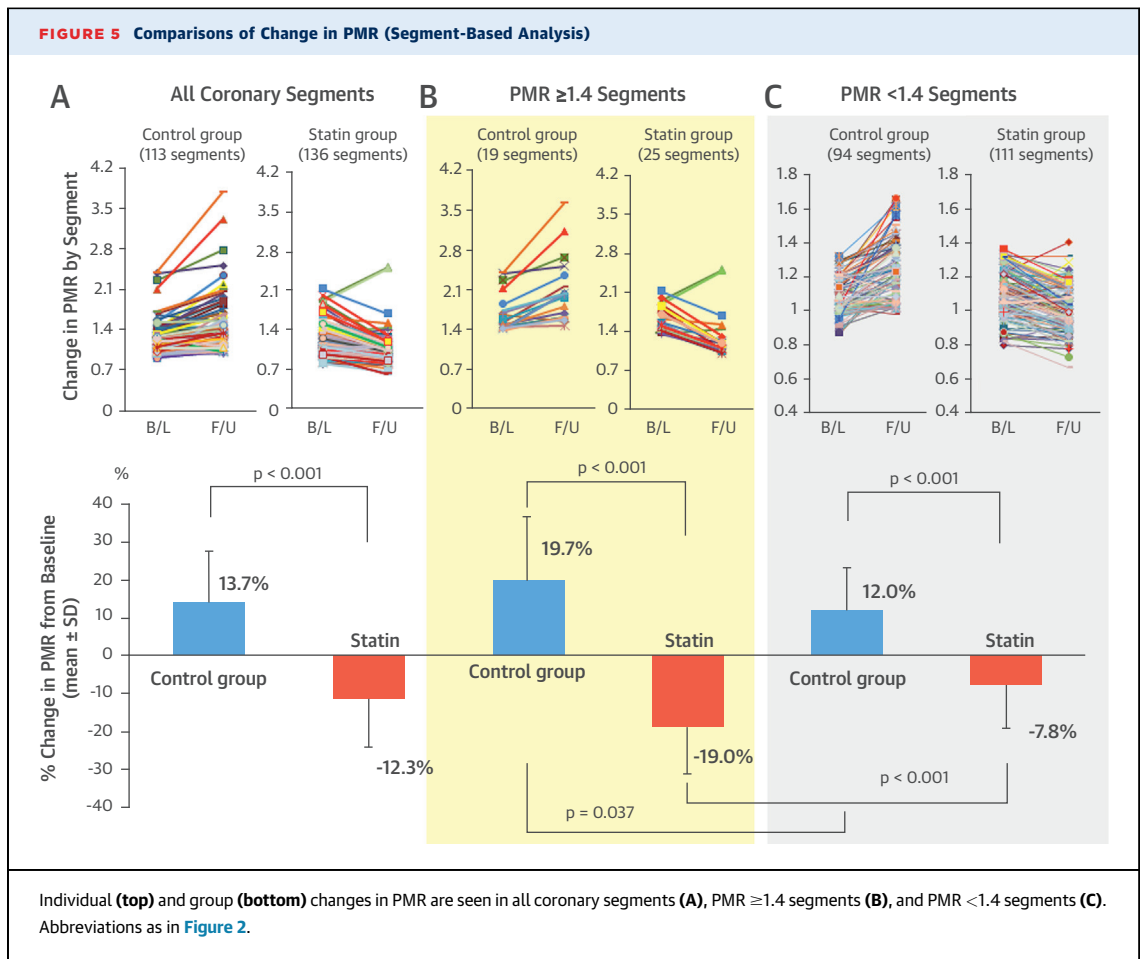 FIGURE 5 Comparisons of Change in PMR (Segment-Based Analysis)
A
All Coronary Segments
B
PMR ≥1.4 Segments
C
PMR <1.4 Segments
Control group
(113 segments)
Statin group
(136 segments)
Control group
(19 segments)
Statin group
(25 segments)
Control group
(94 segments)
Statin group
(111 segments)
Change in PMR by Segment
4.2
3.5
2.8
2.1
1.4
0.7
0
B/L
F/U
4.2
3.5
2.8
2.1
1.4
0.7
0
B/L
F/U
4.2
3.5
2.8
2.1
1.4
0.7
0
B/L
F/U
4.2
3.5
2.8
2.1
1.4
0.7
0
B/L
F/U
1.8
1.6
1.4
1.2
1.0
0.8
0.6
0.4
B/L
F/U
1.8
1.6
1.4
1.2
1.0
0.8
0.6
0.4
B/L
F/U
% Change in PMR from Baseline
(mean ± SD)
%
40
30
20
10
0
-10
-20
-30
-40
p < 0.001
13.7%
Control group
Statin
-12.3%
p < 0.001
19.7%
Control group
Statin
-19.0%
p < 0.001
12.0%
Control group
Statin
-7.8%
p < 0.001
p = 0.037
Individual (top) and group (bottom) changes in PMR are seen in all coronary segments (A), PMR ≥1.4 segments (B), and PMR <1.4 segments (C).
Abbreviations as in Figure 2.